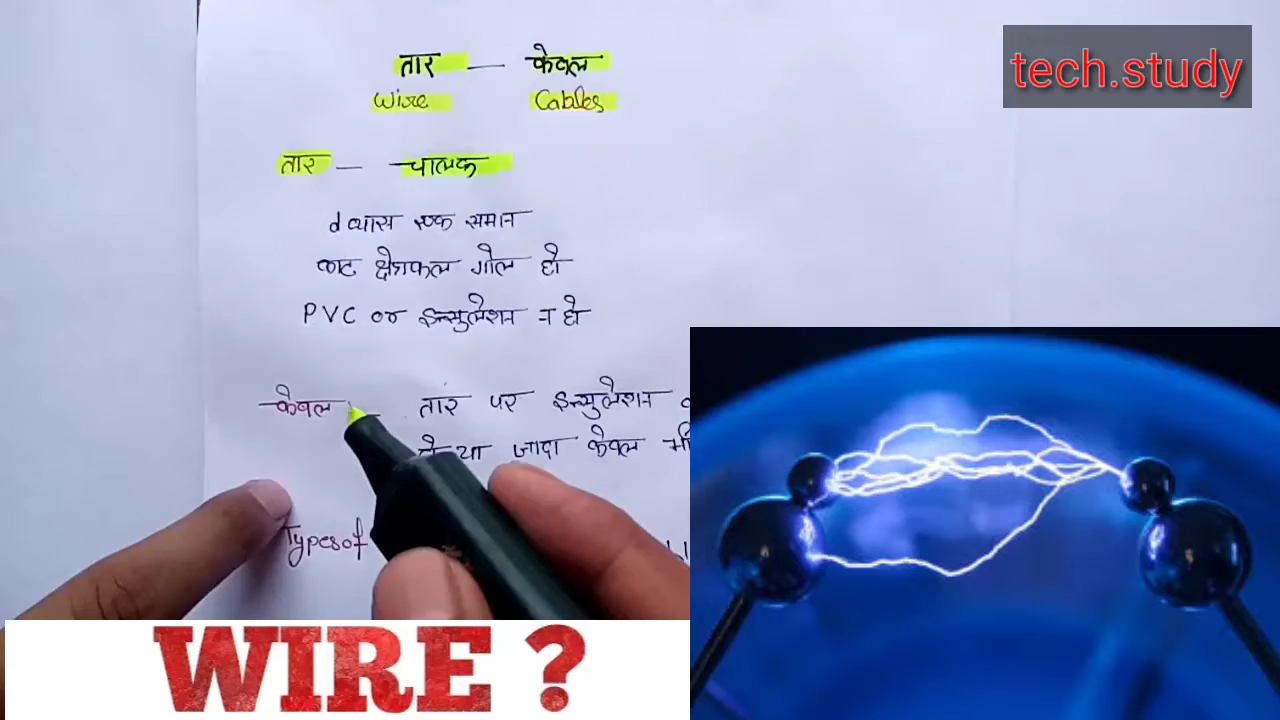 तार — केबल
Wire Cables
tech.study
तार — चालक
d व्यास एक समान
काट क्षेत्रफल गोल हो
PVC or इन्सुलेशन न हो
केबल तार पर इन्सुलेशन
जादा केबल
Types of
WIRE ?